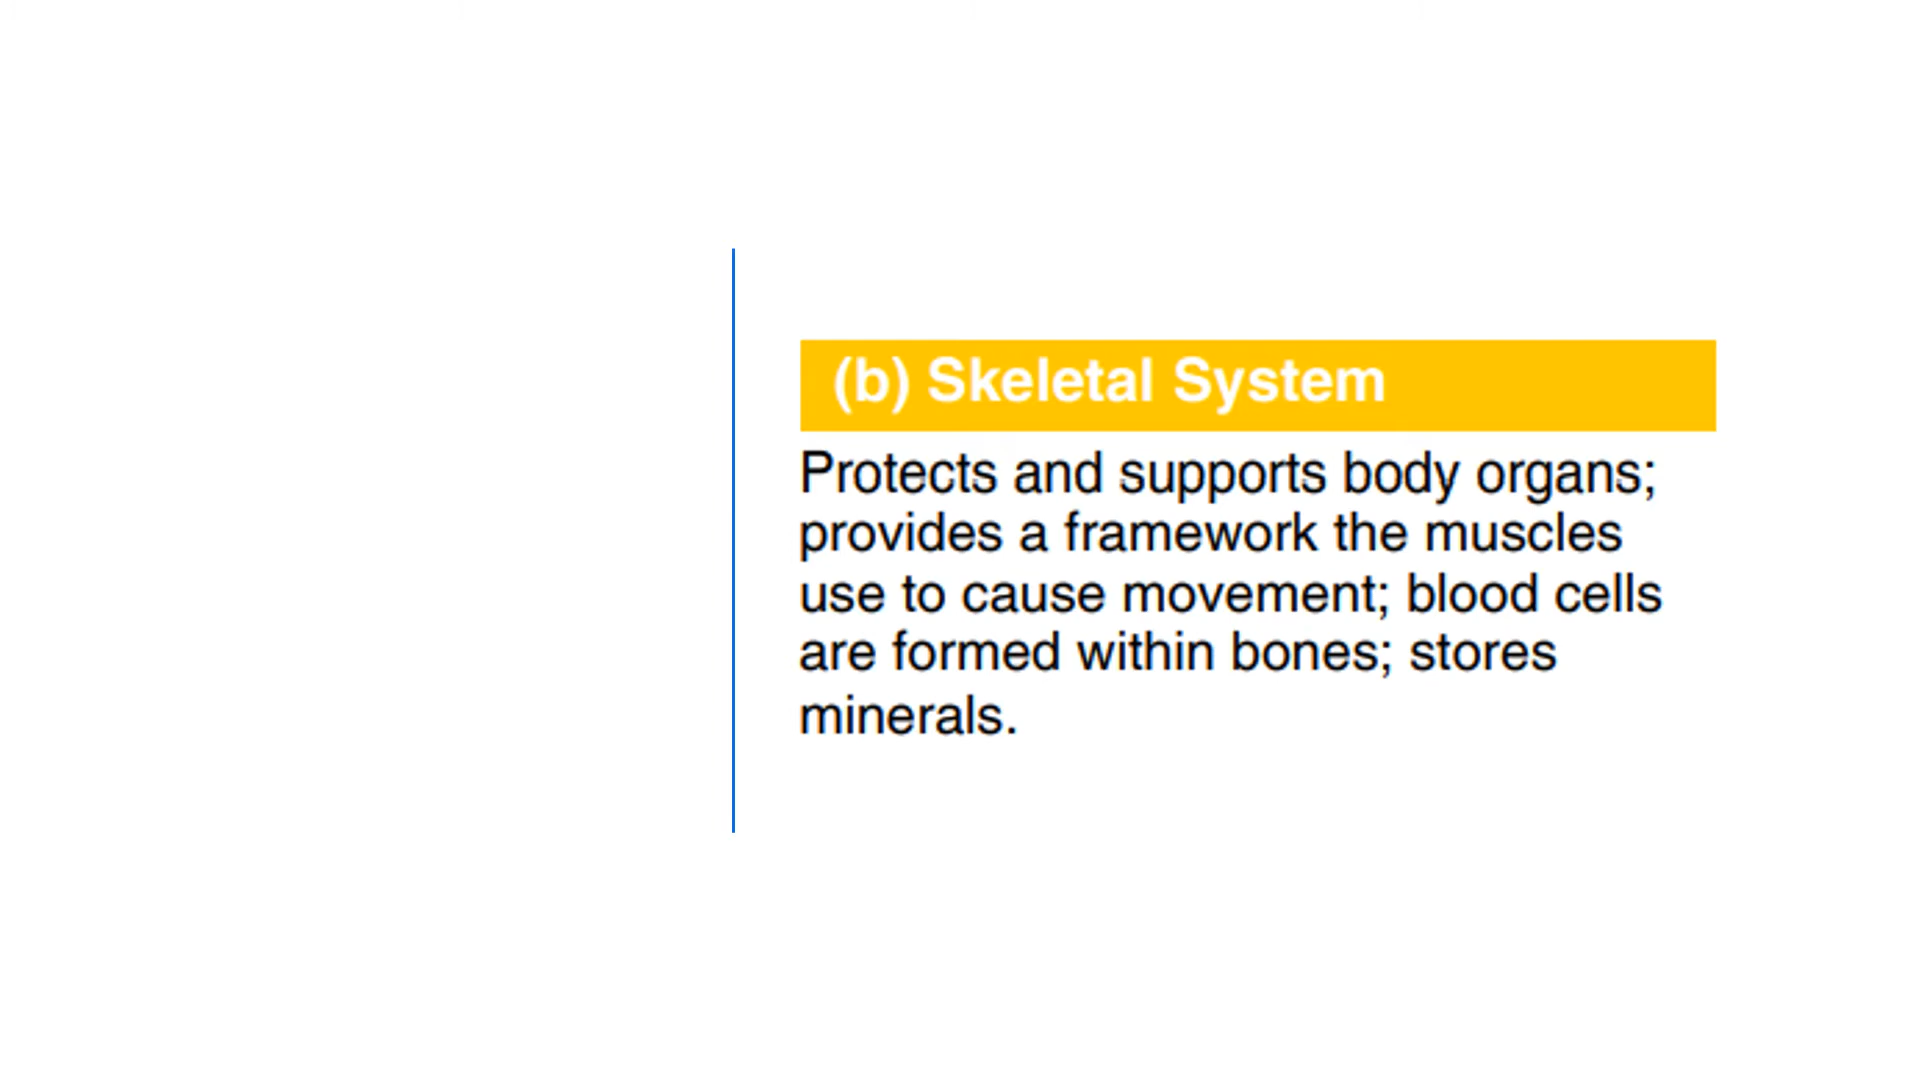 (b) Skeletal System
Protects and supports body organs;
provides a framework the muscles
use to cause movement; blood cells
are formed within bones; stores
minerals.